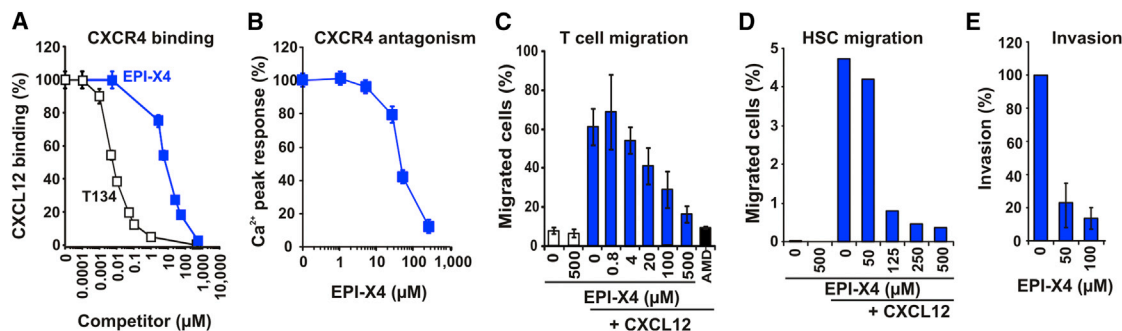 A
CXCR4 binding
CXCL12 binding (%)
120
100
80
60
40
20
0
EPI-X4
T134
0
0.0001
0.001
0.01
0.1
1
10
100
1,000
10,000
Competitor (µM)
B
CXCR4 antagonism
Ca²⁺ peak response (%)
120
100
80
60
40
20
0
0
1
10
100
1,000
EPI-X4 (µM)
C
T cell migration
Migrated cells (%)
100
80
60
40
20
0
0
500
0
0.8
4
20
100
500
AMD
EPI-X4 (µM)
+ CXCL12
D
HSC migration
Migrated cells (%)
5
4
3
2
1
0
0
500
0
50
125
250
500
EPI-X4 (µM)
+ CXCL12
E
Invasion
Invasion (%)
120
100
80
60
40
20
0
0
50
100
EPI-X4 (µM)